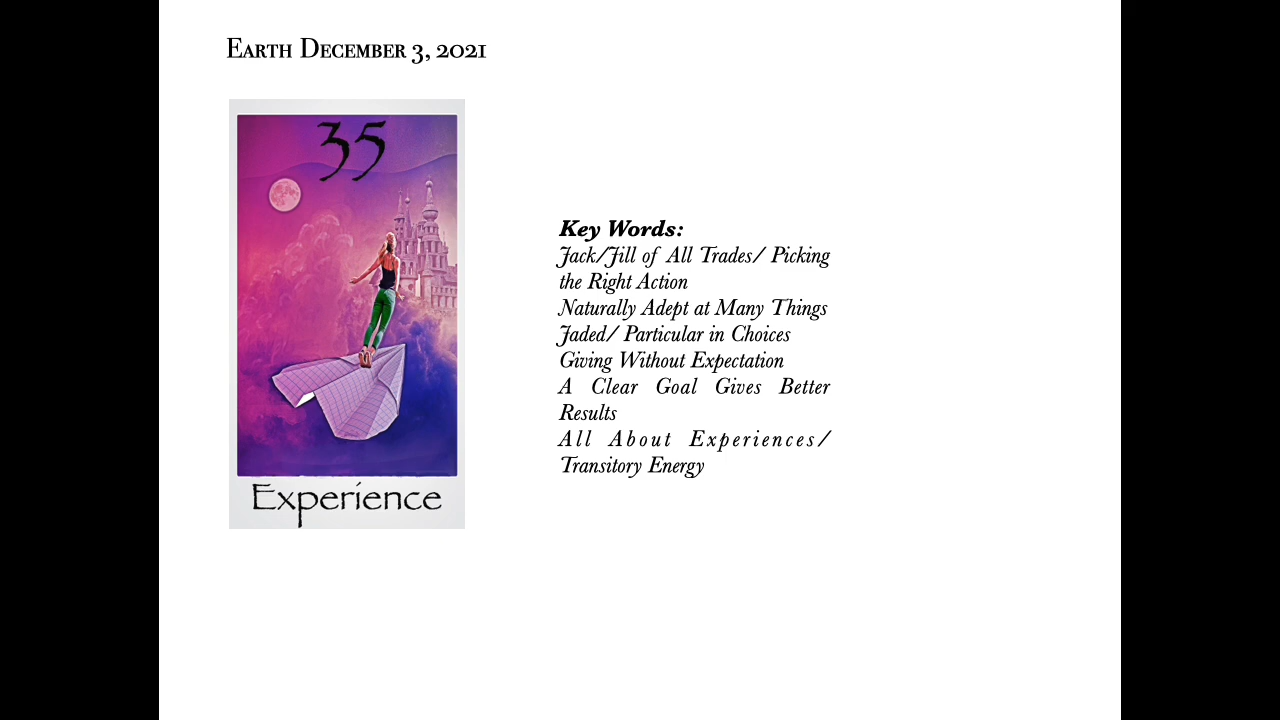 Earth December 3, 2021
35
Experience
Key Words:
Jack/Jill of All Trades/ Picking
the Right Action
Naturally Adept at Many Things
Jaded/ Particular in Choices
Giving Without Expectation
A Clear Goal Gives Better
Results
All About Experiences/
Transitory Energy